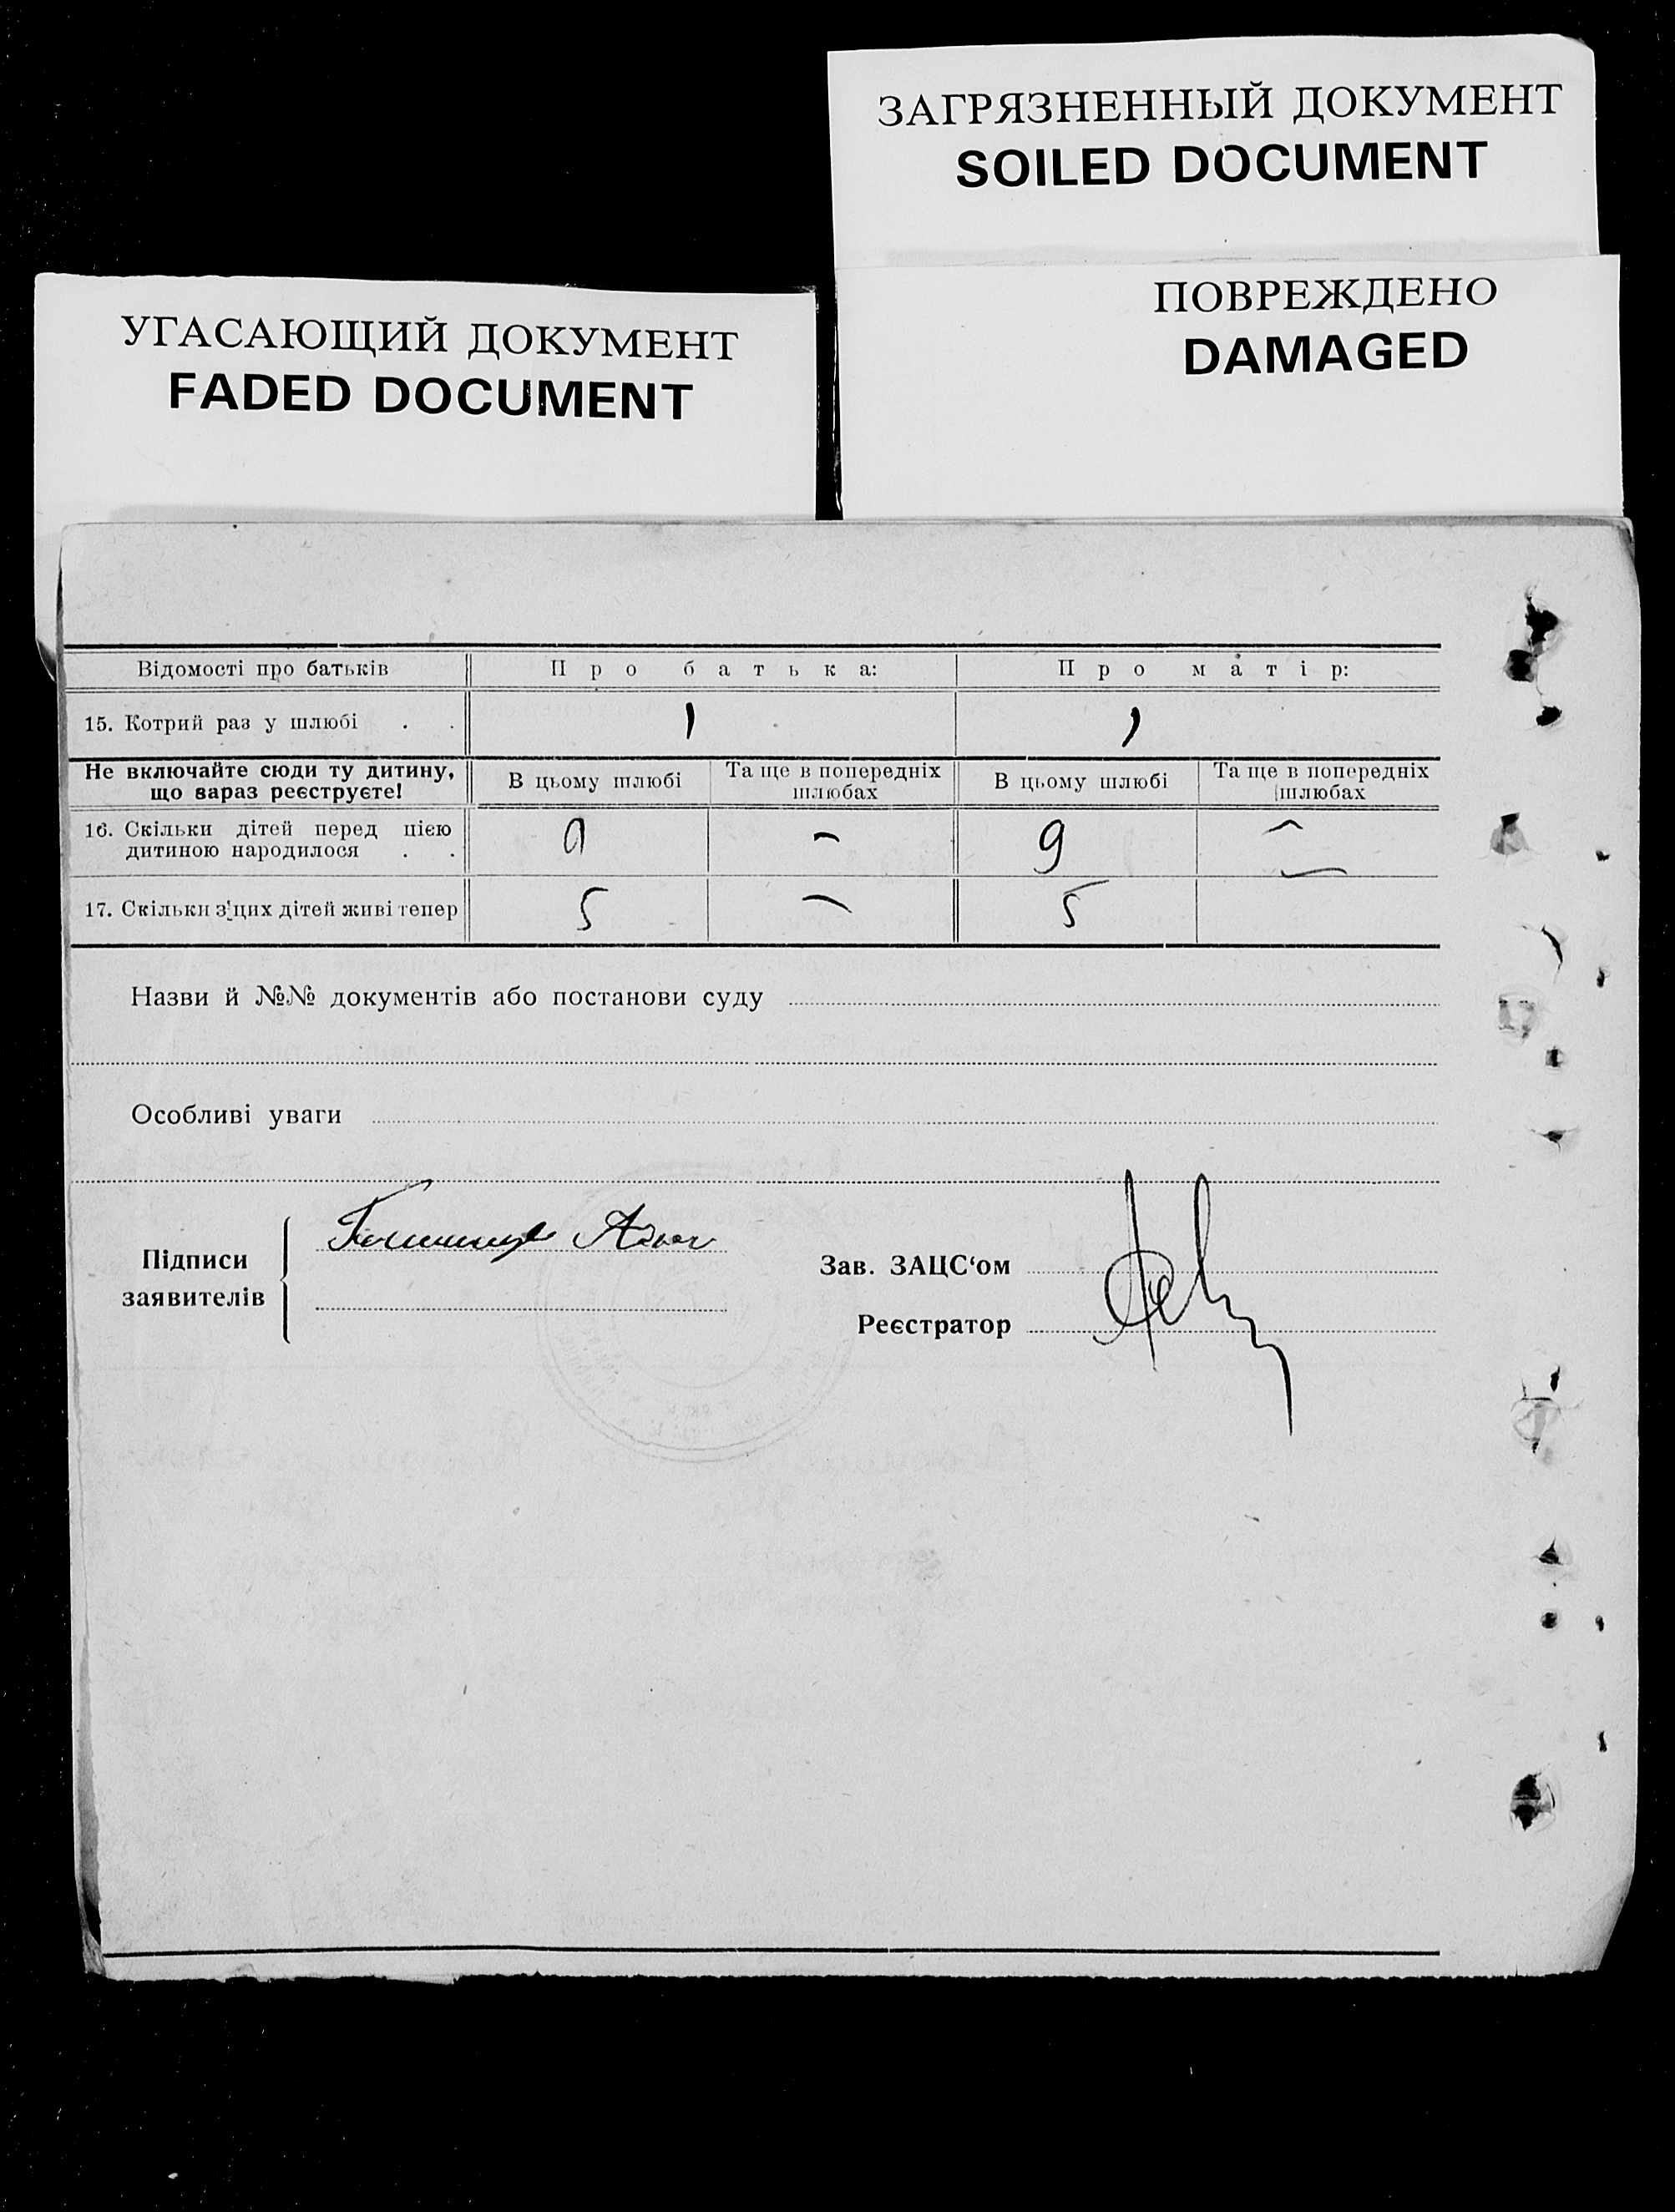 ЗАГРЯЗНЕННЫЙ ДОКУМЕНТ
SOILED DOCUMENT
ПОВРЕЖДЕНО
DAMAGED
УГАСАЮЩИЙ ДОКУМЕНТ
FADED DOCUMENT
Відомості про батьків Про батька: Про матір:
15. Котрий раз у шлюбі . . 1 1
Не включайте сюди ту дитину, що вараз реєструєте! В цьому шлюбі Та ще в попередніх шлюбах В цьому шлюбі Та ще в попередніх шлюбах
16. Скільки дітей перед цією
дитиною народилося . . 9 – 9 –
17. Скільки з цих дітей живі тепер 5 – 5
Назви й №№ документів або постанови суду
Особливі уваги
Підписи
заявителів
Зав. ЗАЦС‘ом
Реєстратор